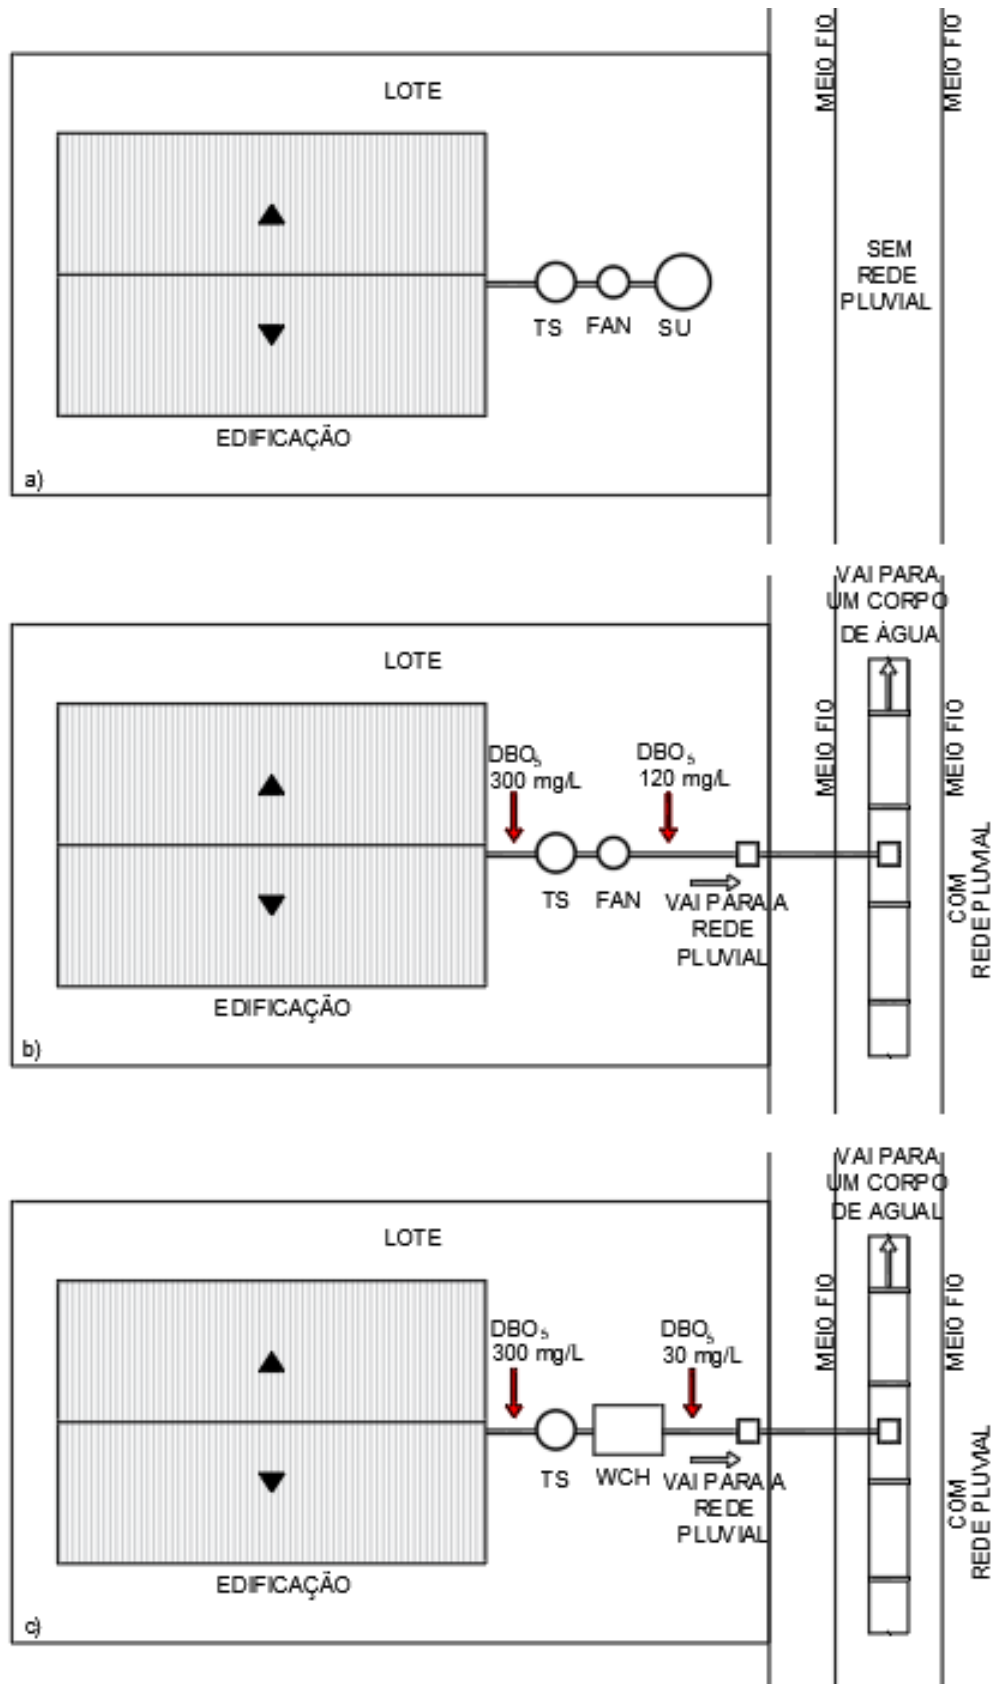 MEIO FIO
MEIO FIO
LOTE
SEM
REDE
PLUVIAL
TS
FAN
SU
EDIFICAÇÃO
a)
VAI PARA
UM CORPO
DE ÁGUA
LOTE
MEIO FIO
MEIO FIO
DBO5
300 mg/L
DBO5
120 mg/L
TS
FAN
VAI PARA A
REDE
PLUVIAL
COM
REDE PLUVIAL
EDIFICAÇÃO
b)
VAI PARA
UM CORPO
DE AGUAL
LOTE
MEIO FIO
MEIO FIO
DBO5
300 mg/L
DBO5
30 mg/L
TS
WCH
VAI PARA A
REDE
PLUVIAL
COM
REDE PLUVIAL
EDIFICAÇÃO
c)